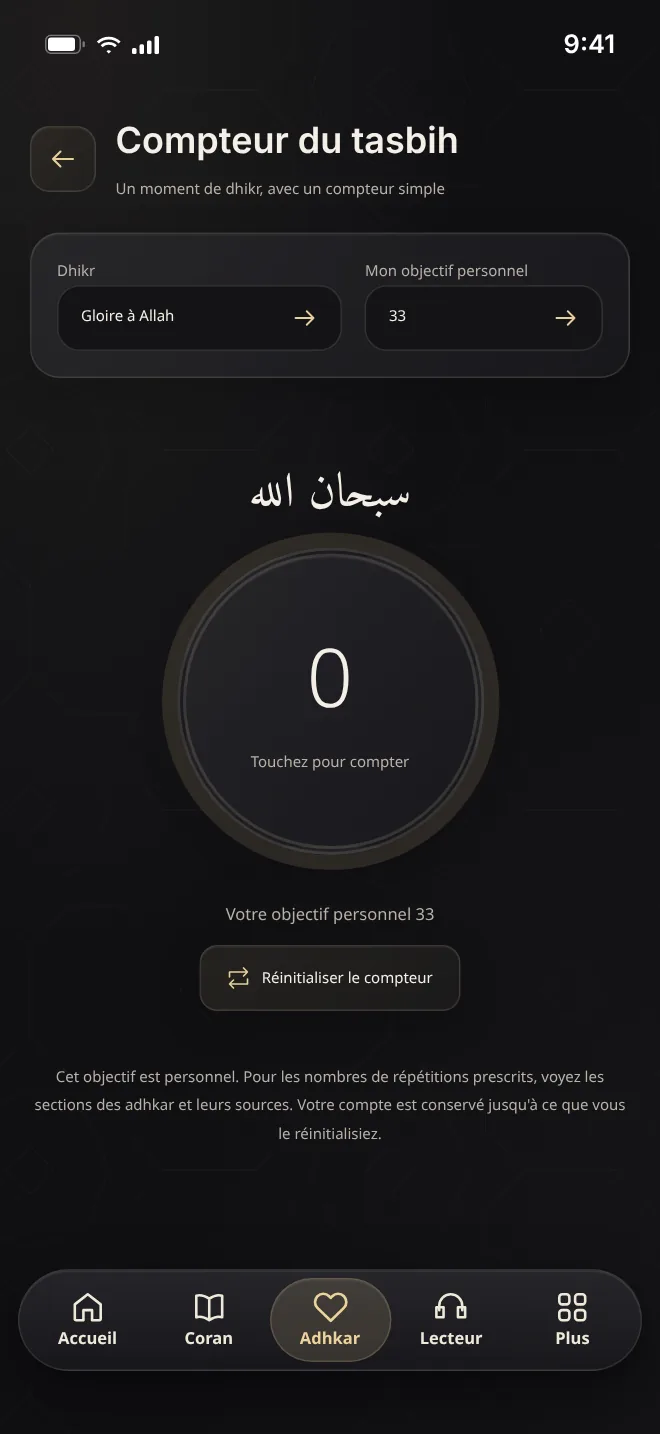 9:41
Compteur du tasbih
Un moment de dhikr, avec un compteur simple
Dhikr
Mon objectif personnel
Gloire à Allah
33
سبحان الله
0
Touchez pour compter
Votre objectif personnel 33
Réinitialiser le compteur
Cet objectif est personnel. Pour les nombres de répétitions prescrits, voyez les
sections des adhkar et leurs sources. Votre compte est conservé jusqu'à ce que vous
le réinitialisiez.
Accueil
Coran
Adhkar
Lecteur
Plus